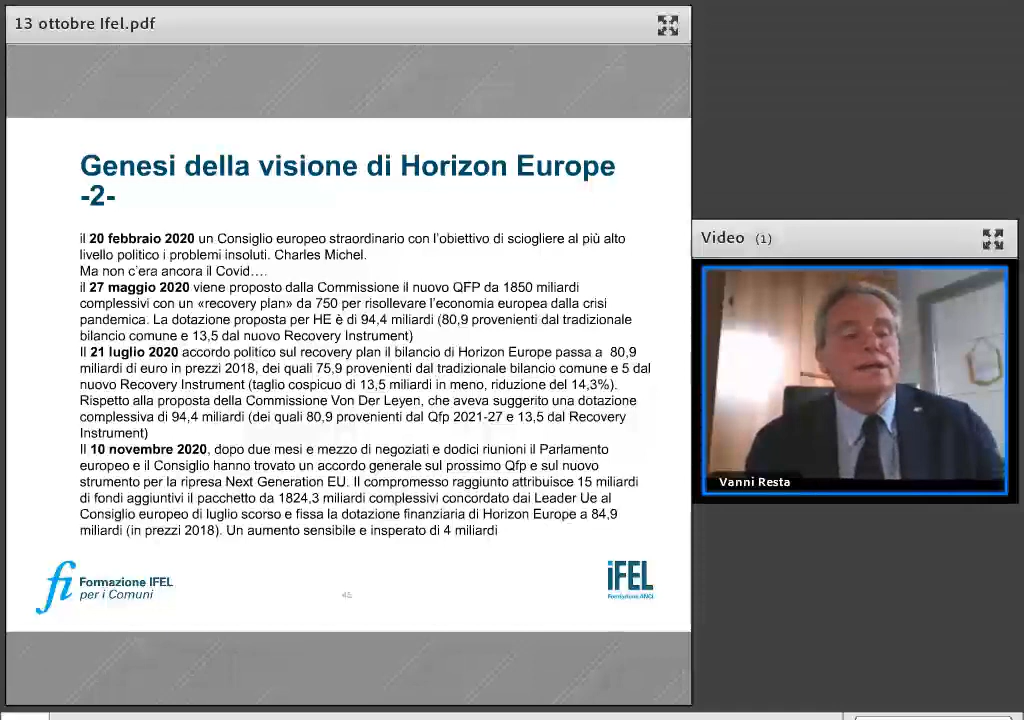 13 ottobre Ifel.pdf
Genesi della visione di Horizon Europe
-2-
il 20 febbraio 2020 un Consiglio europeo straordinario con l'obiettivo di sciogliere al più alto
livello politico i problemi insoluti. Charles Michel.
Ma non c'era ancora il Covid….
il 27 maggio 2020 viene proposto dalla Commissione il nuovo QFP da 1850 miliardi
complessivi con un «recovery plan» da 750 per risollevare l'economia europea dalla crisi
pandemica. La dotazione proposta per HE è di 94,4 miliardi (80,9 provenienti dal tradizionale
bilancio comune e 13,5 dal nuovo Recovery Instrument)
Il 21 luglio 2020 accordo politico sul recovery plan il bilancio di Horizon Europe passa a 80,9
miliardi di euro in prezzi 2018, dei quali 75,9 provenienti dal tradizionale bilancio comune e 5 dal
nuovo Recovery Instrument (taglio cospicuo di 13,5 miliardi in meno, riduzione del 14,3%).
Rispetto alla proposta della Commissione Von Der Leyen, che aveva suggerito una dotazione
complessiva di 94,4 miliardi (dei quali 80,9 provenienti dal Qfp 2021-27 e 13,5 dal Recovery
Instrument)
Il 10 novembre 2020, dopo due mesi e mezzo di negoziati e dodici riunioni il Parlamento
europeo e il Consiglio hanno trovato un accordo generale sul prossimo Qfp e sul nuovo
strumento per la ripresa Next Generation EU. Il compromesso raggiunto attribuisce 15 miliardi
di fondi aggiuntivi il pacchetto da 1824,3 miliardi complessivi concordato dai Leader Ue al
Consiglio europeo di luglio scorso e fissa la dotazione finanziaria di Horizon Europe a 84,9
miliardi (in prezzi 2018). Un aumento sensibile e insperato di 4 miliardi
fi Formazione IFEL
per i Comuni
iFEL
Formazione ANCI
Video (1)
Vanni Resta